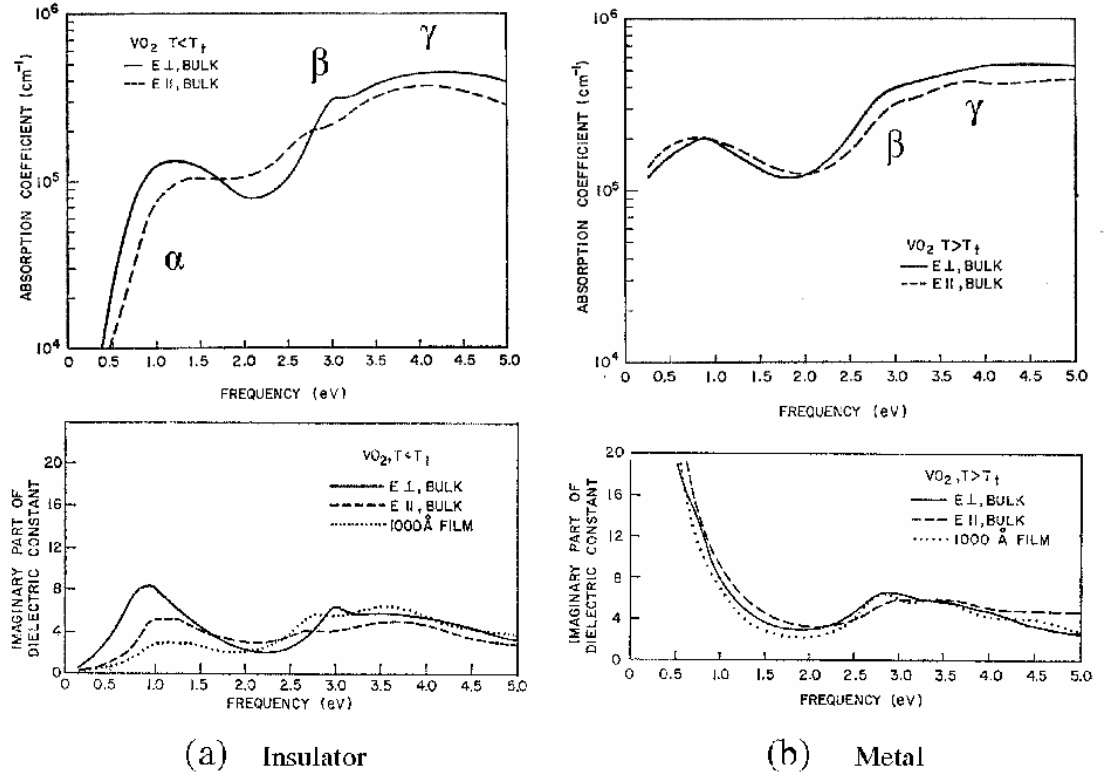 10⁶
10⁵
10⁴
ABSORPTION COEFFICIENT (cm⁻¹)
VO₂ T<Tₜ
E⊥, BULK
E∥, BULK
α
β
γ
0 0.5 1.0 1.5 2.0 2.5 3.0 3.5 4.0 4.5 5.0
FREQUENCY (eV)
10⁶
10⁵
10⁴
ABSORPTION COEFFICIENT (cm⁻¹)
β
γ
VO₂ T>Tₜ
E⊥, BULK
E∥, BULK
0 0.5 1.0 1.5 2.0 2.5 3.0 3.5 4.0 4.5 5.0
FREQUENCY (eV)
20
16
12
8
4
0
IMAGINARY PART OF
DIELECTRIC CONSTANT
VO₂, T<Tₜ
E⊥, BULK
E∥, BULK
1000Å FILM
0 0.5 1.0 1.5 2.0 2.5 3.0 3.5 4.0 4.5 5.0
FREQUENCY (eV)
20
16
12
8
4
0
IMAGINARY PART OF
DIELECTRIC CONSTANT
VO₂, T>Tₜ
E⊥, BULK
E∥, BULK
1000 Å FILM
0 0.5 1.0 1.5 2.0 2.5 3.0 3.5 4.0 4.5 5.0
FREQUENCY (eV)
(a) Insulator
(b) Metal